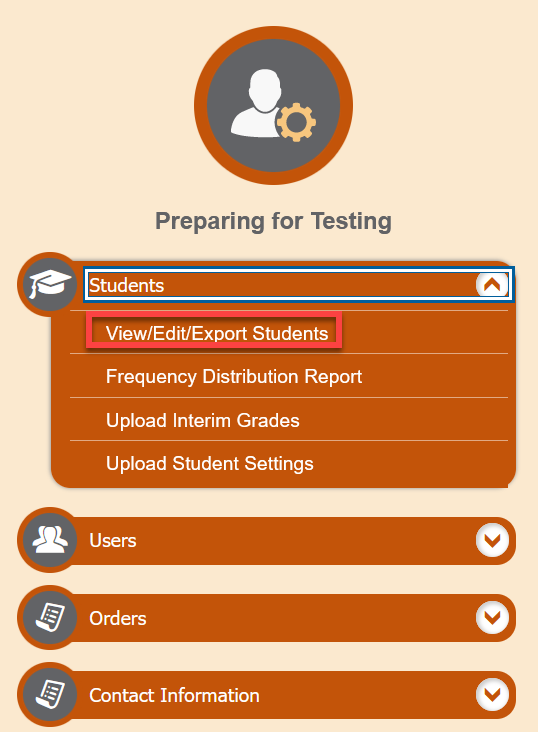 Preparing for Testing
Students
View/Edit/Export Students
Frequency Distribution Report
Upload Interim Grades
Upload Student Settings
Users
Orders
Contact Information